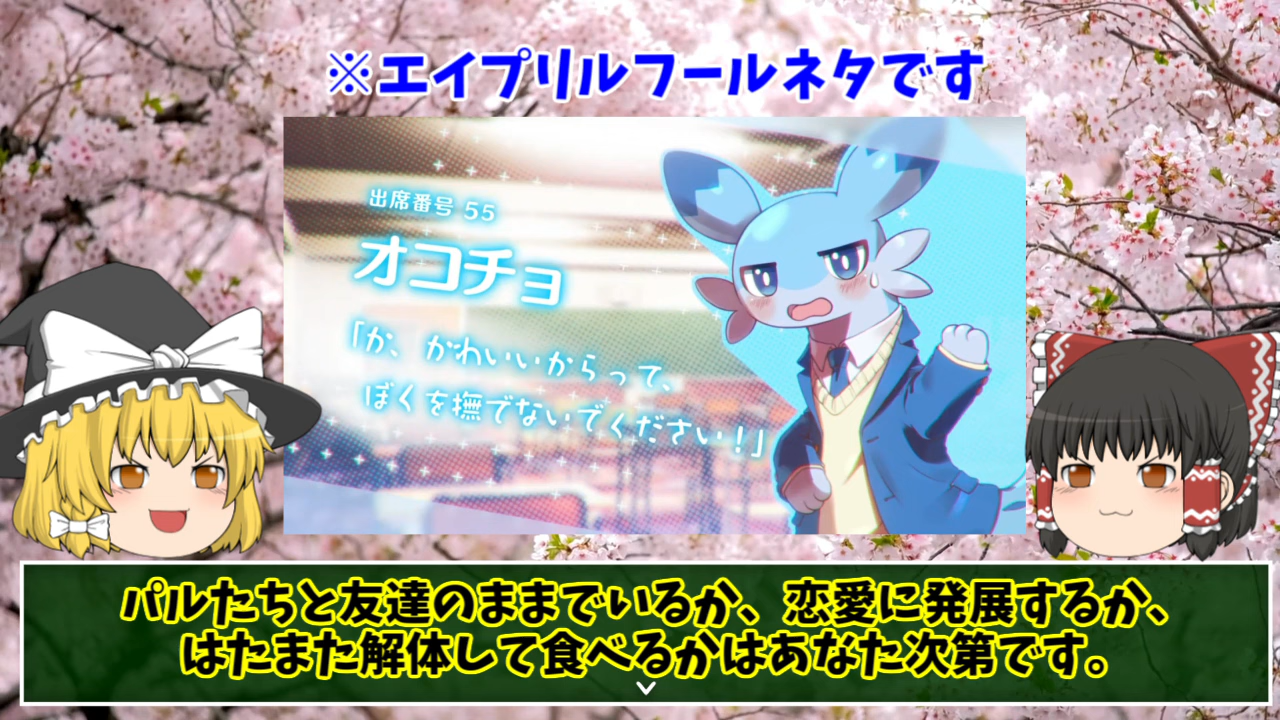 ※エイプリルフールネタです
出席番号 55
オコチョ
「か、かわいいからって、
ぼくを撫でないでください！」
パルたちと友達のままでいるか、恋愛に発展するか、
はたまた解体して食べるかはあなた次第です。